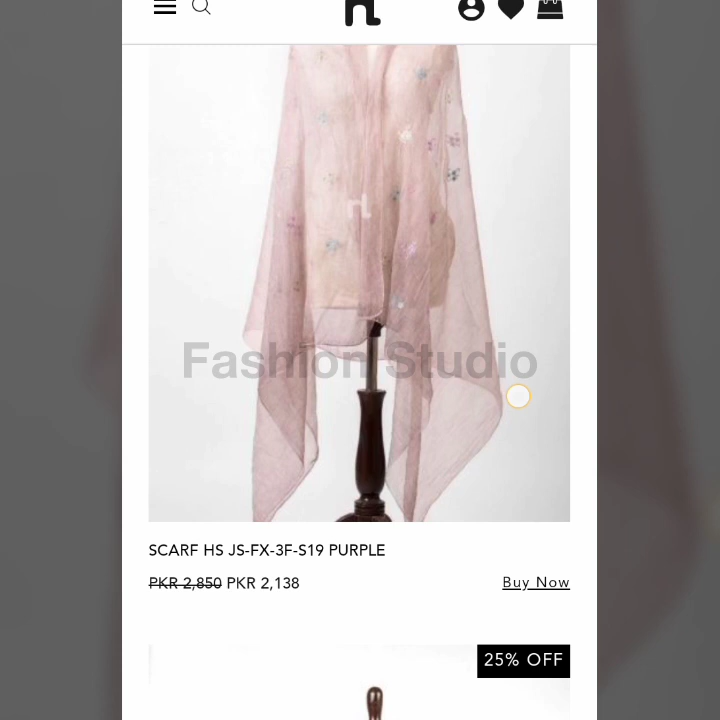 Fashion Studio
SCARF HS JS-FX-3F-S19 PURPLE
PKR 2,850 PKR 2,138
Buy Now
25% OFF